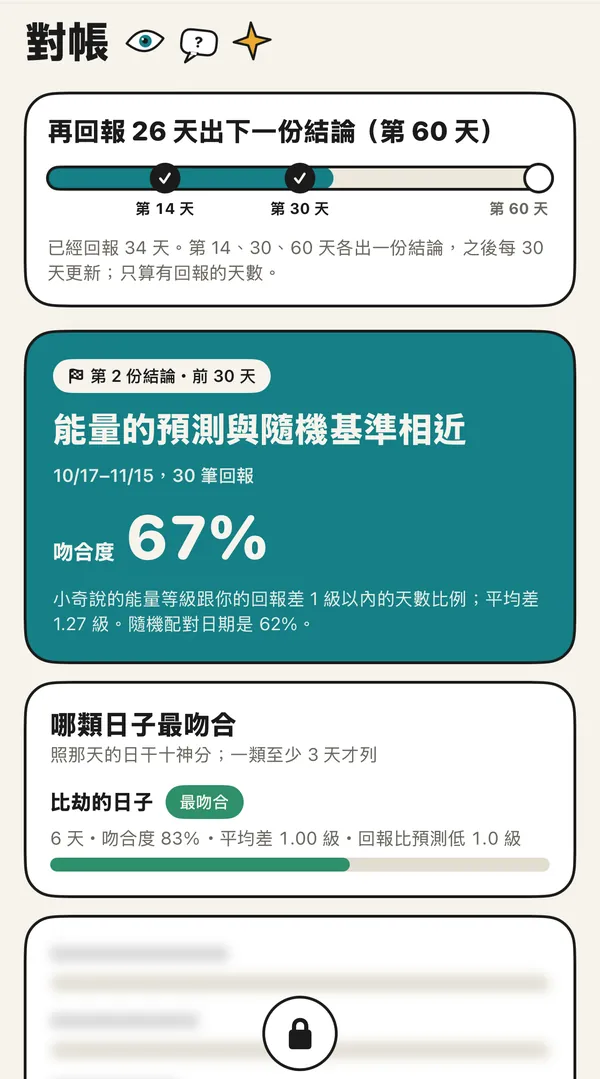 對帳
?
再回報 26 天出下一份結論（第 60 天）
第 14 天
第 30 天
第 60 天
已經回報 34 天。第 14、30、60 天各出一份結論，之後每 30
天更新；只算有回報的天數。
第 2 份結論・前 30 天
能量的預測與隨機基準相近
10/17–11/15，30 筆回報
吻合度 67%
小奇說的能量等級跟你的回報差 1 級以內的天數比例；平均差
1.27 級。隨機配對日期是 62%。
哪類日子最吻合
照那天的日干十神分；一類至少 3 天才列
比劫的日子 最吻合
6 天・吻合度 83%・平均差 1.00 級・回報比預測低 1.0 級